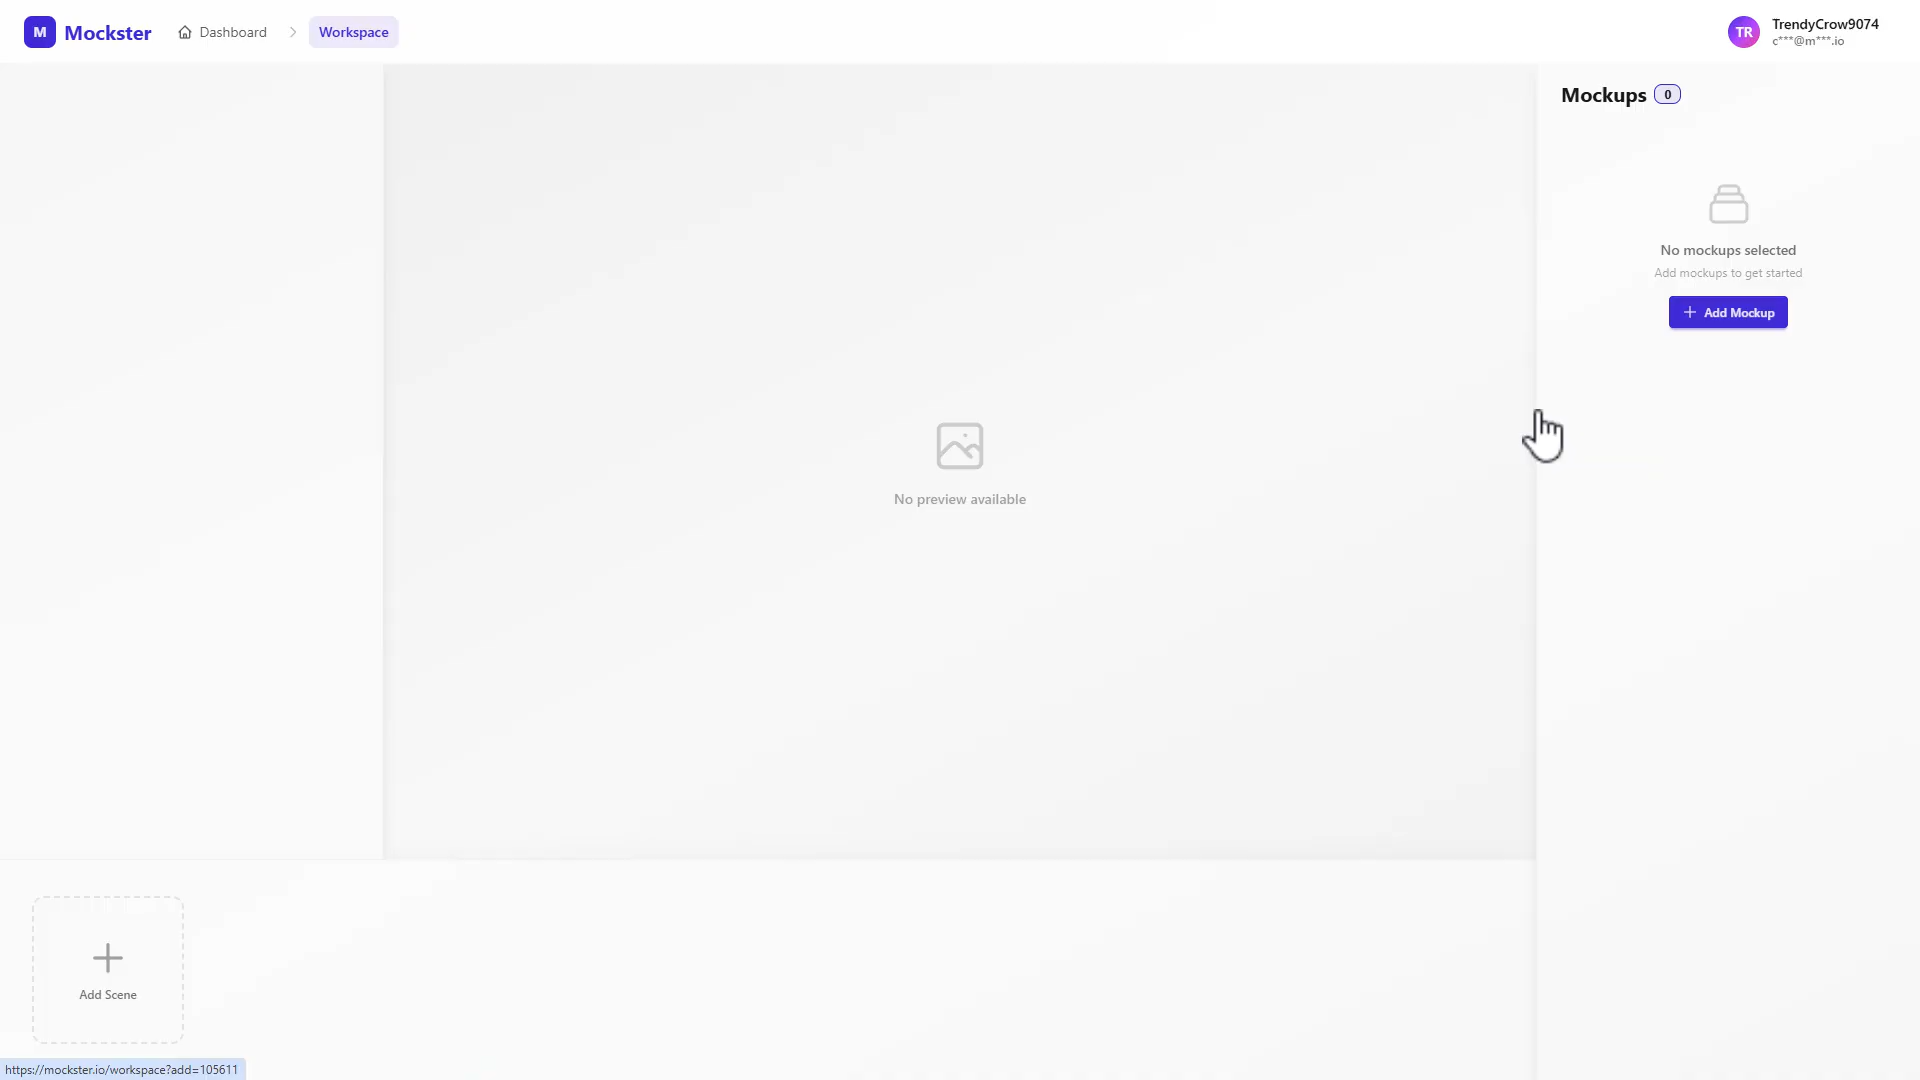 M Mockster Dashboard Workspace
TR TrendyCrow9074
c***@m***.io
Mockups 0
No mockups selected
Add mockups to get started
Add Mockup
No preview available
Add Scene
https://mockster.io/workspace?add=105611